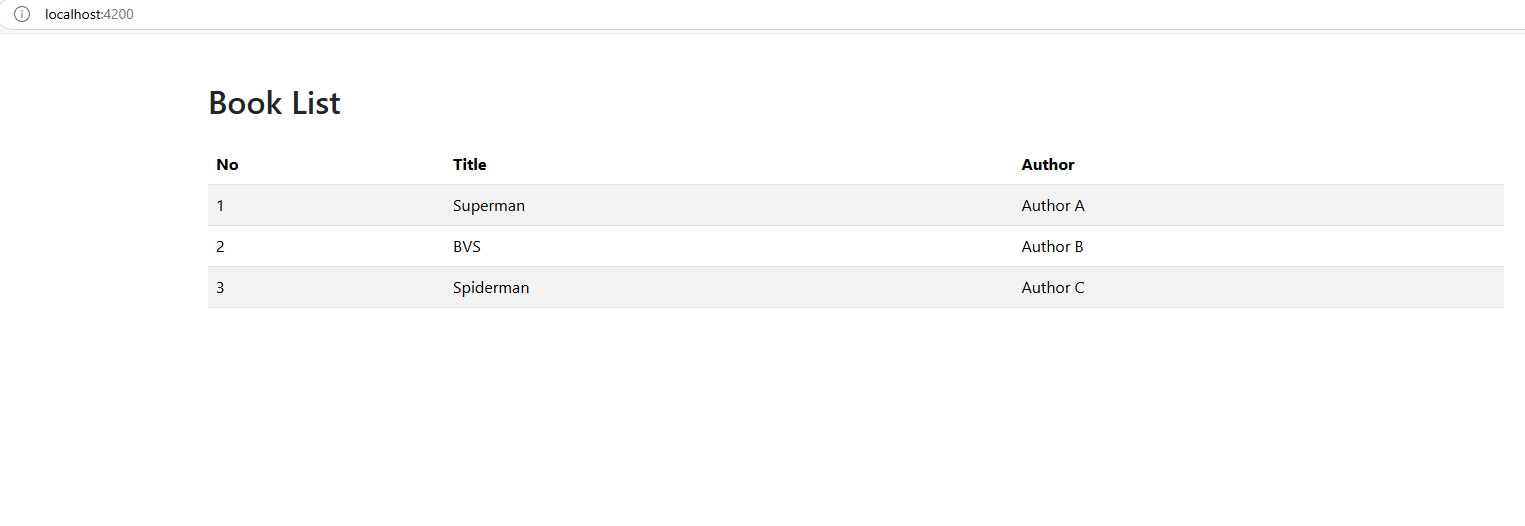 localhost:4200
Book List
No Title Author
1 Superman Author A
2 BVS Author B
3 Spiderman Author C